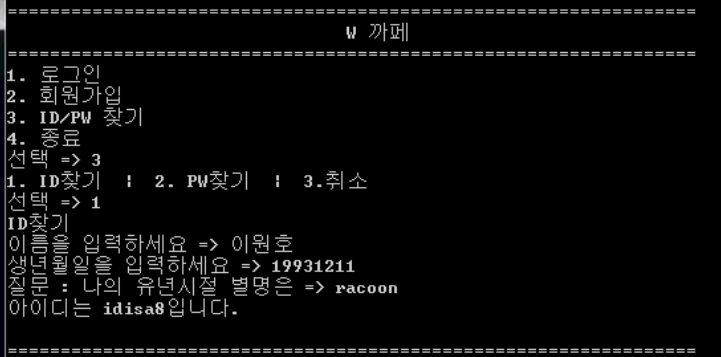 ======================================================================
W 까페
======================================================================
1. 로그인
2. 회원가입
3. ID/PW 찾기
4. 종료
선택 => 3
1. ID찾기 ¦ 2. PW찾기 ¦ 3.취소
선택 => 1
ID찾기
이름을 입력하세요 => 이원호
생년월일을 입력하세요 => 19931211
질문 : 나의 유년시절 별명은 => racoon
아이디는 idisa8입니다.
======================================================================